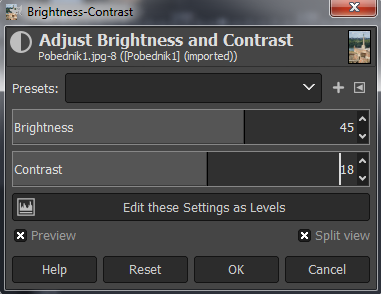 Brightness-Contrast
Adjust Brightness and Contrast
Pobednik1.jpg-8 ([Pobednik1] (imported))
Presets:
Brightness 45
Contrast 18
Edit these Settings as Levels
Preview Split view
Help Reset OK Cancel